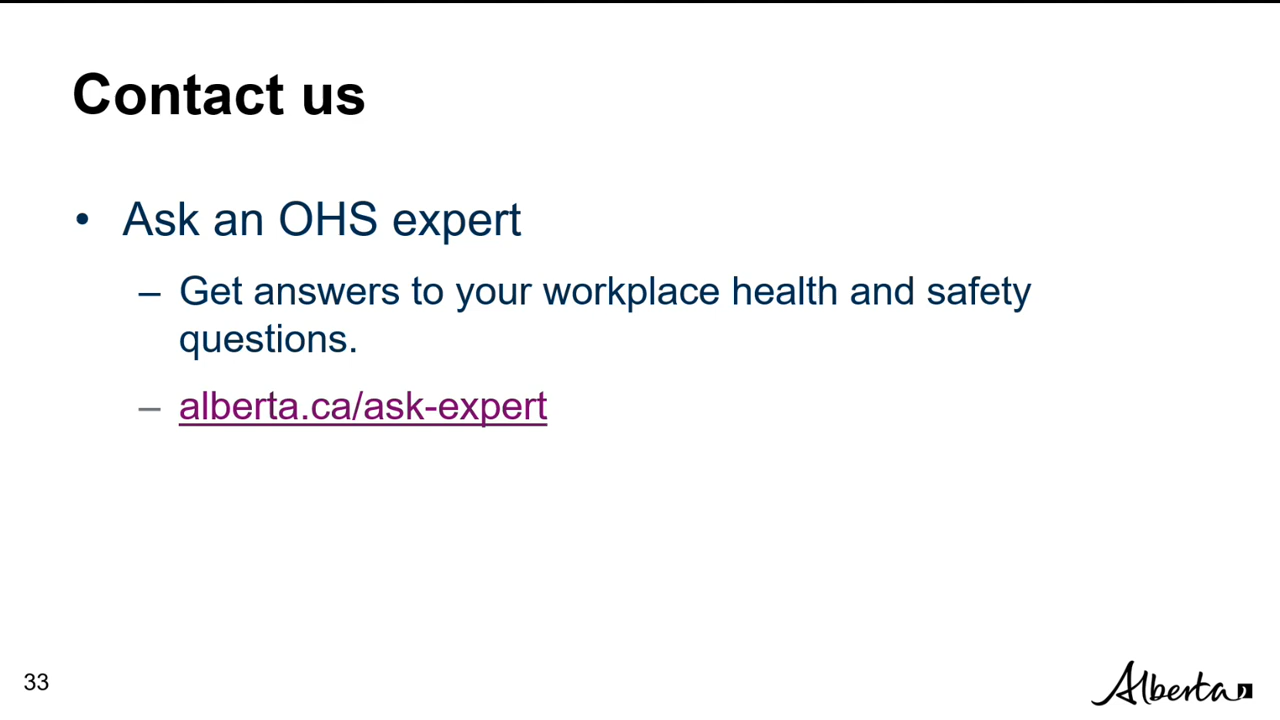 Contact us
• Ask an OHS expert
– Get answers to your workplace health and safety
questions.
– alberta.ca/ask-expert
33
Alberta